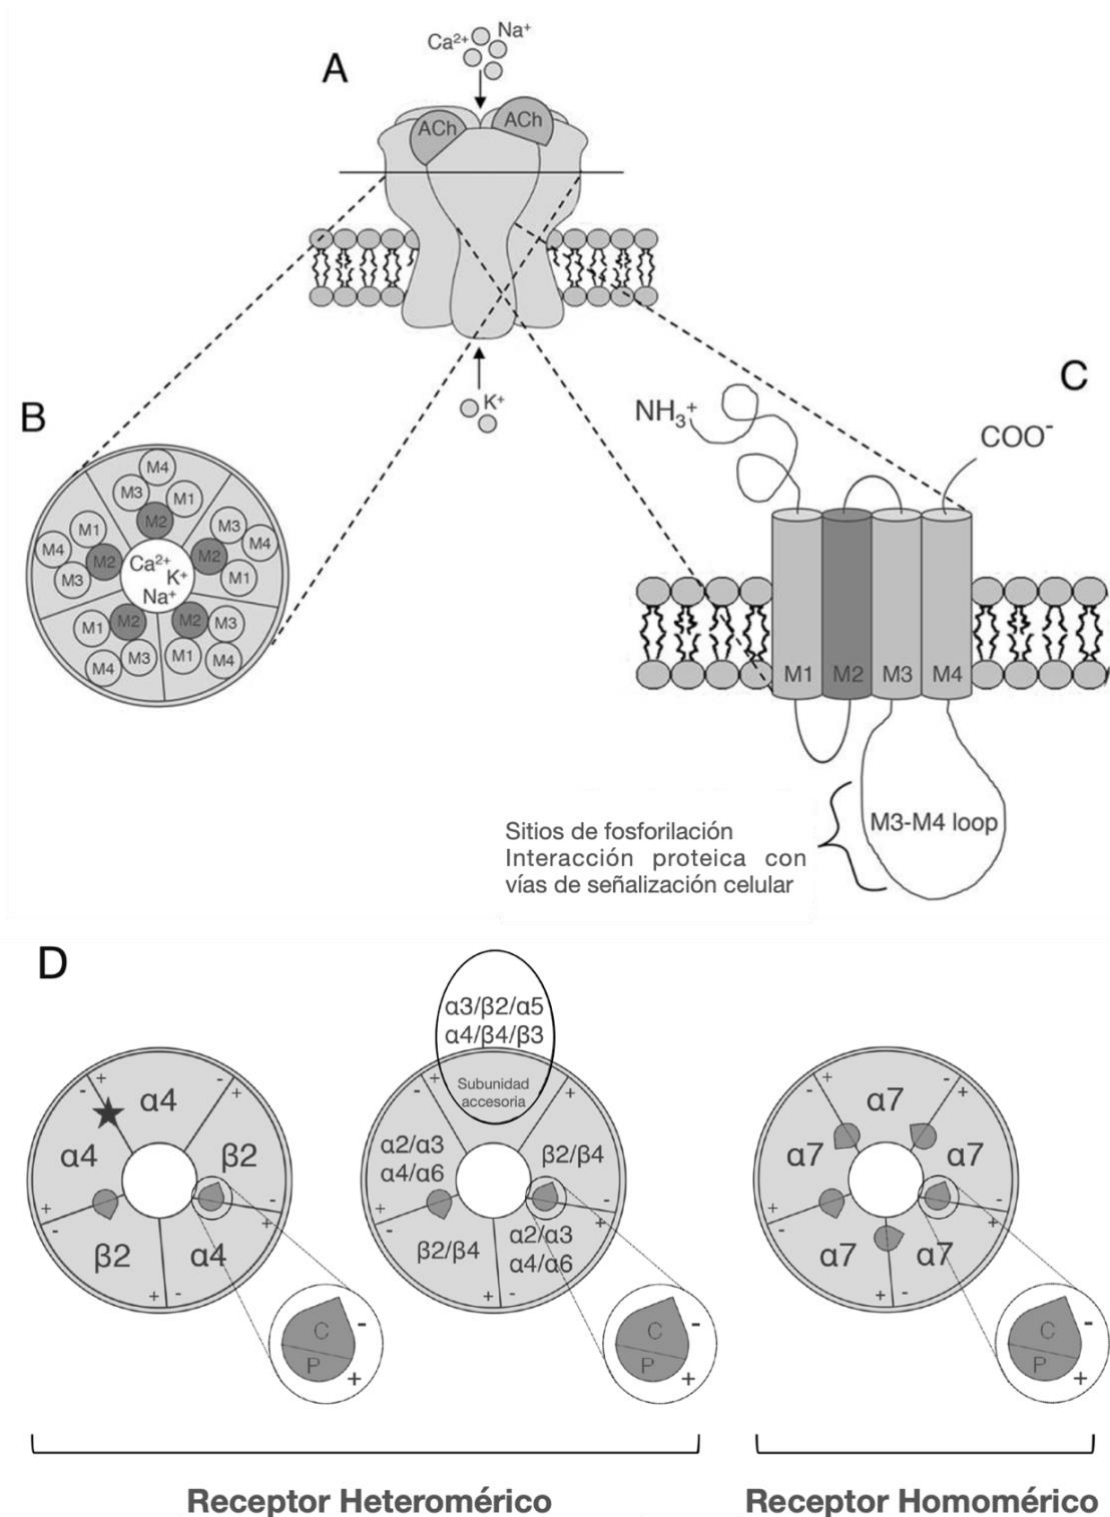 A
Ca²⁺
Na⁺
ACh
ACh
K⁺
B
M4
M3
M1
M2
M1
M4
M2
M3
M3
M4
M2
M1
Ca²⁺
K⁺
Na⁺
M1
M2
M4
M3
M2
M3
M1
M4
C
NH₃⁺
COO⁻
M1 M2 M3 M4
M3-M4 loop
Sitios de fosforilación
Interacción proteica con
vías de señalización celular
D
+
-
-
+
α4
★
α4
β2
+
-
-
+
β2
α4
+
-
C
-
P
+
α3/β2/α5
α4/β4/β3
Subunidad
accesoria
+
-
+
α2/α3
α4/α6
β2/β4
+
-
-
+
β2/β4
α2/α3
α4/α6
+
-
C
-
P
+
+
-
-
+
α7
α7
α7
+
-
-
+
α7
α7
+
-
C
-
P
+
Receptor Heteromérico
Receptor Homomérico